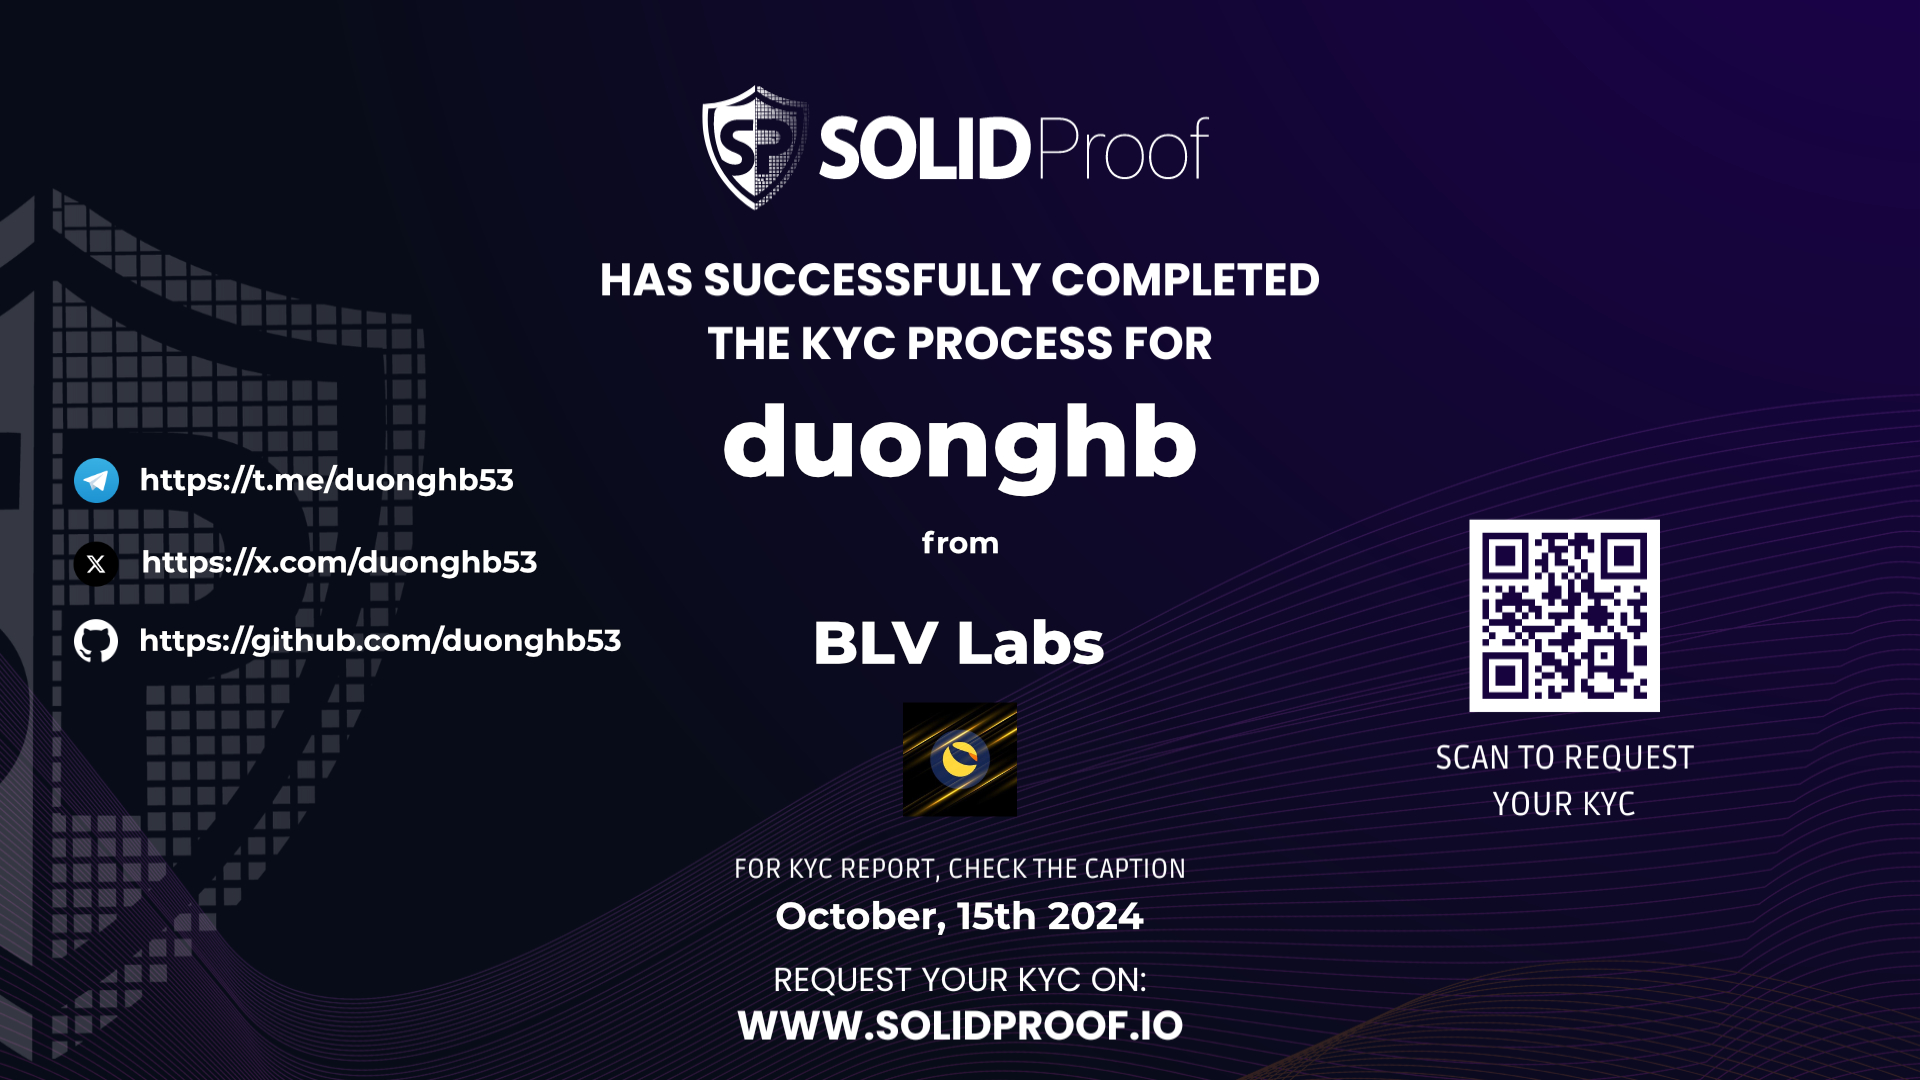 SP SOLIDProof
HAS SUCCESSFULLY COMPLETED
THE KYC PROCESS FOR
duonghb
from
BLV Labs
https://t.me/duonghb53
https://x.com/duonghb53
https://github.com/duonghb53
SCAN TO REQUEST
YOUR KYC
FOR KYC REPORT, CHECK THE CAPTION
October, 15th 2024
REQUEST YOUR KYC ON:
WWW.SOLIDPROOF.IO